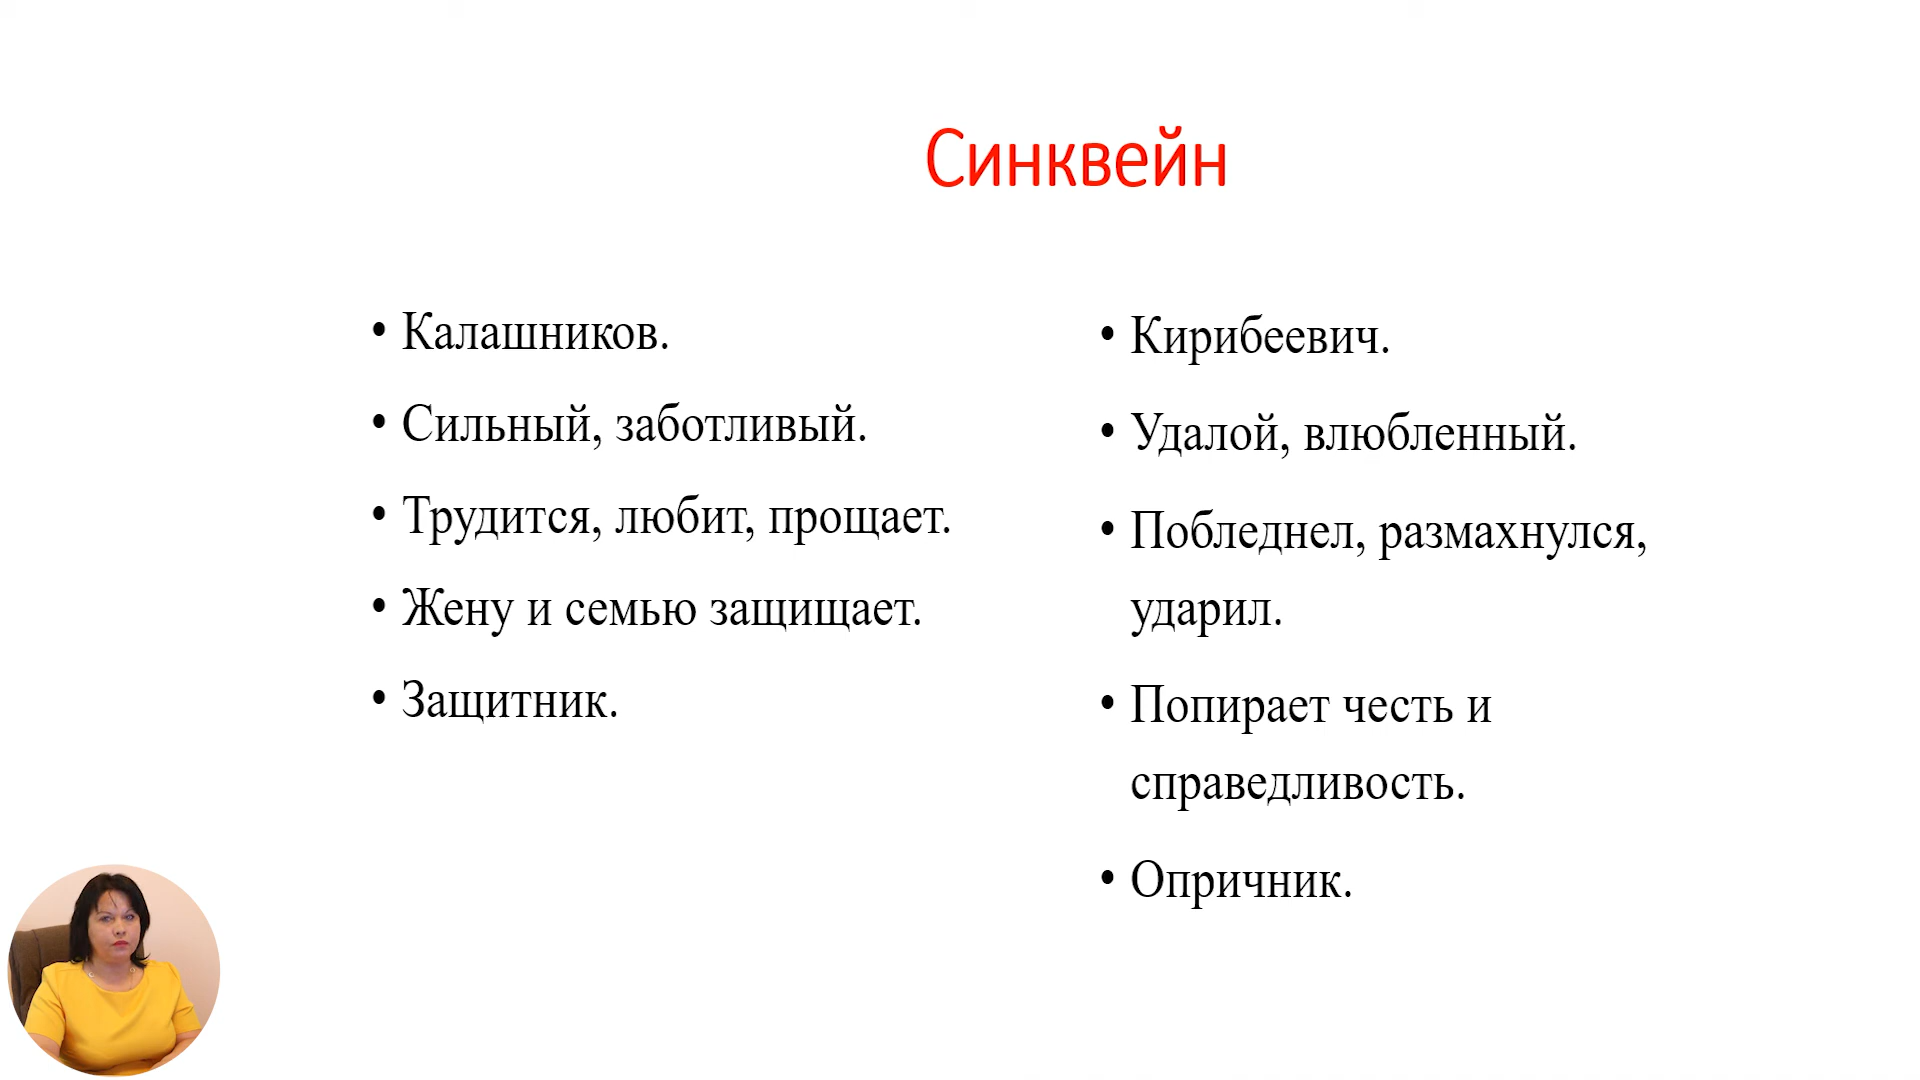 Синквейн
• Калашников.
• Сильный, заботливый.
• Трудится, любит, прощает.
• Жену и семью защищает.
• Защитник.
• Кирибеевич.
• Удалой, влюбленный.
• Побледнел, размахнулся,
ударил.
• Попирает честь и
справедливость.
• Опричник.